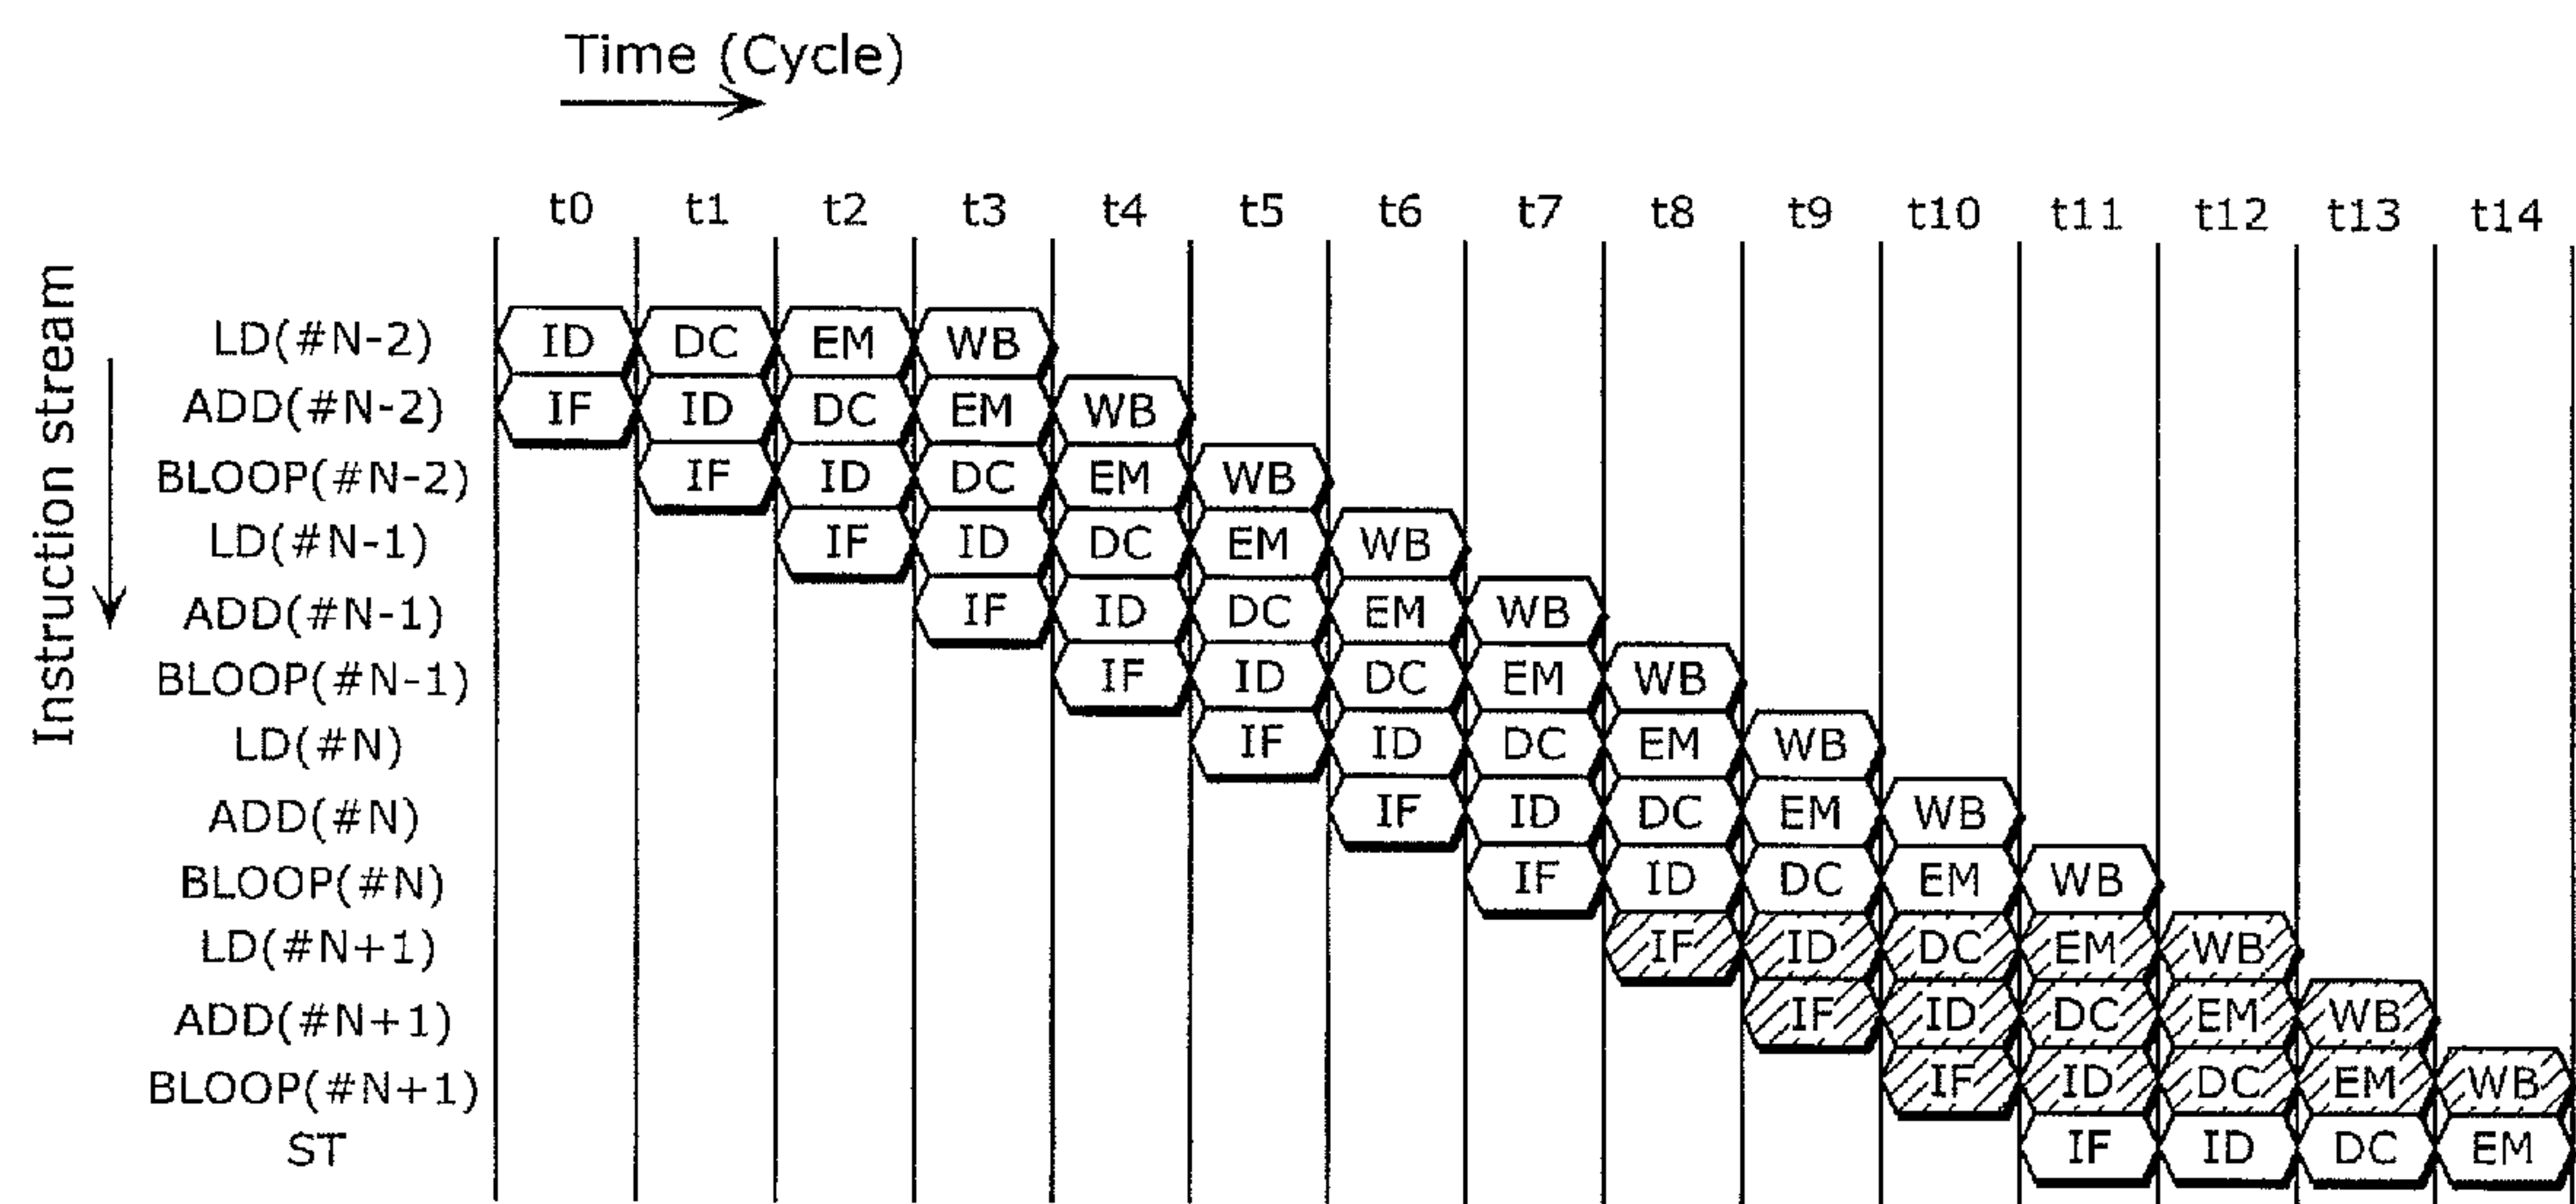 Time (Cycle)
t0 t1 t2 t3 t4 t5 t6 t7 t8 t9 t10 t11 t12 t13 t14
Instruction stream
LD(#N-2) ID DC EM WB
ADD(#N-2) IF ID DC EM WB
BLOOP(#N-2) IF ID DC EM WB
LD(#N-1) IF ID DC EM WB
ADD(#N-1) IF ID DC EM WB
BLOOP(#N-1) IF ID DC EM WB
LD(#N) IF ID DC EM WB
ADD(#N) IF ID DC EM WB
BLOOP(#N) IF ID DC EM WB
LD(#N+1) IF ID DC EM WB
ADD(#N+1) IF ID DC EM WB
BLOOP(#N+1) IF ID DC EM WB
ST IF ID DC EM